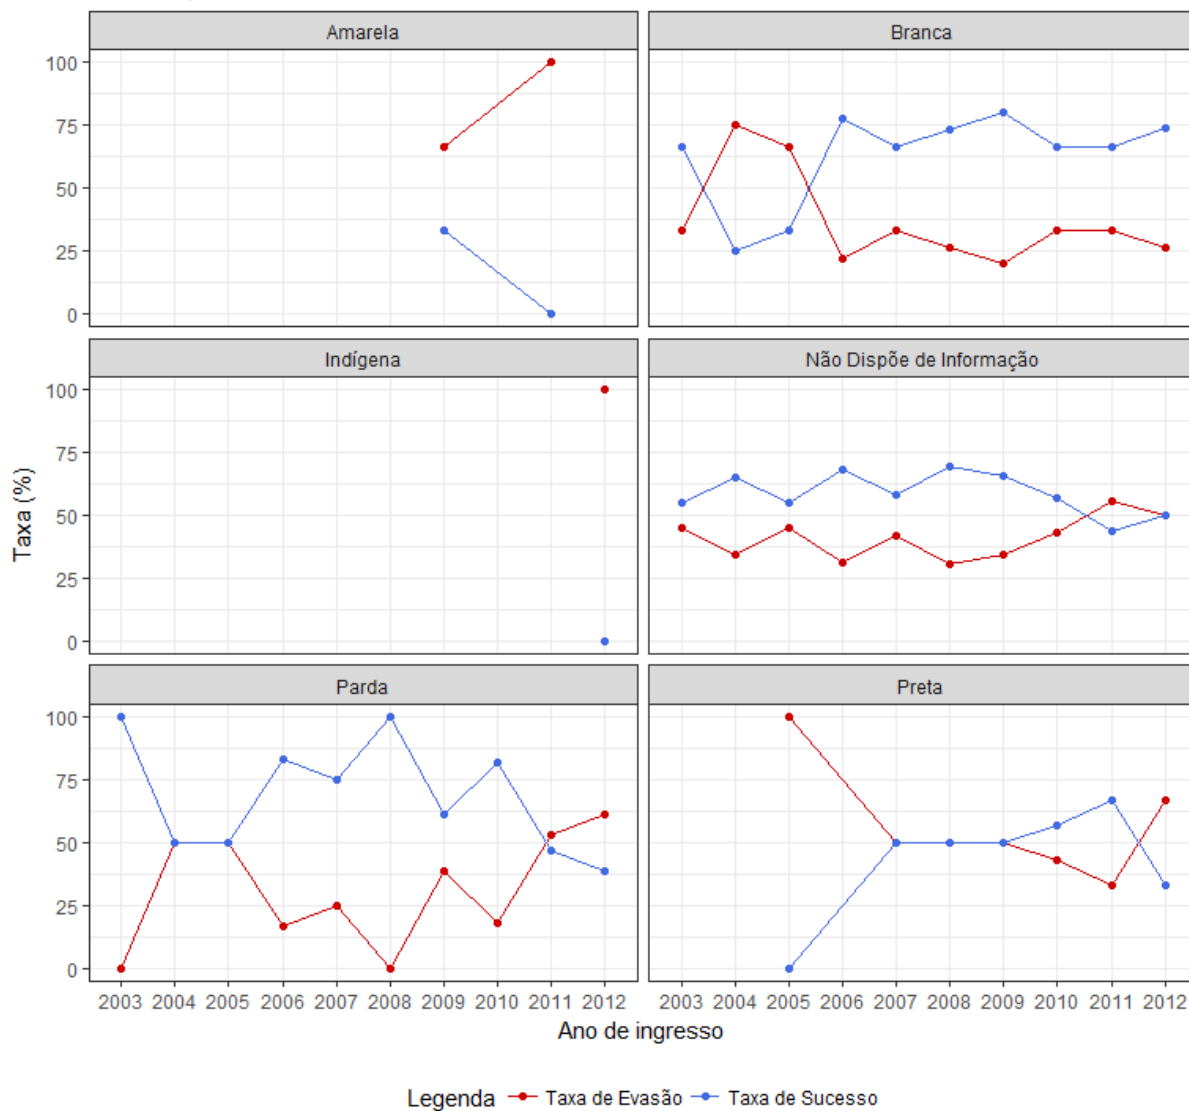 Amarela
Branca
100
75
50
25
0
Indígena
Não Dispõe de Informação
100
75
50
25
0
Taxa (%)
Parda
Preta
100
75
50
25
0
2003 2004 2005 2006 2007 2008 2009 2010 2011 2012
2003 2004 2005 2006 2007 2008 2009 2010 2011 2012
Ano de ingresso
Legenda Taxa de Evasão Taxa de Sucesso